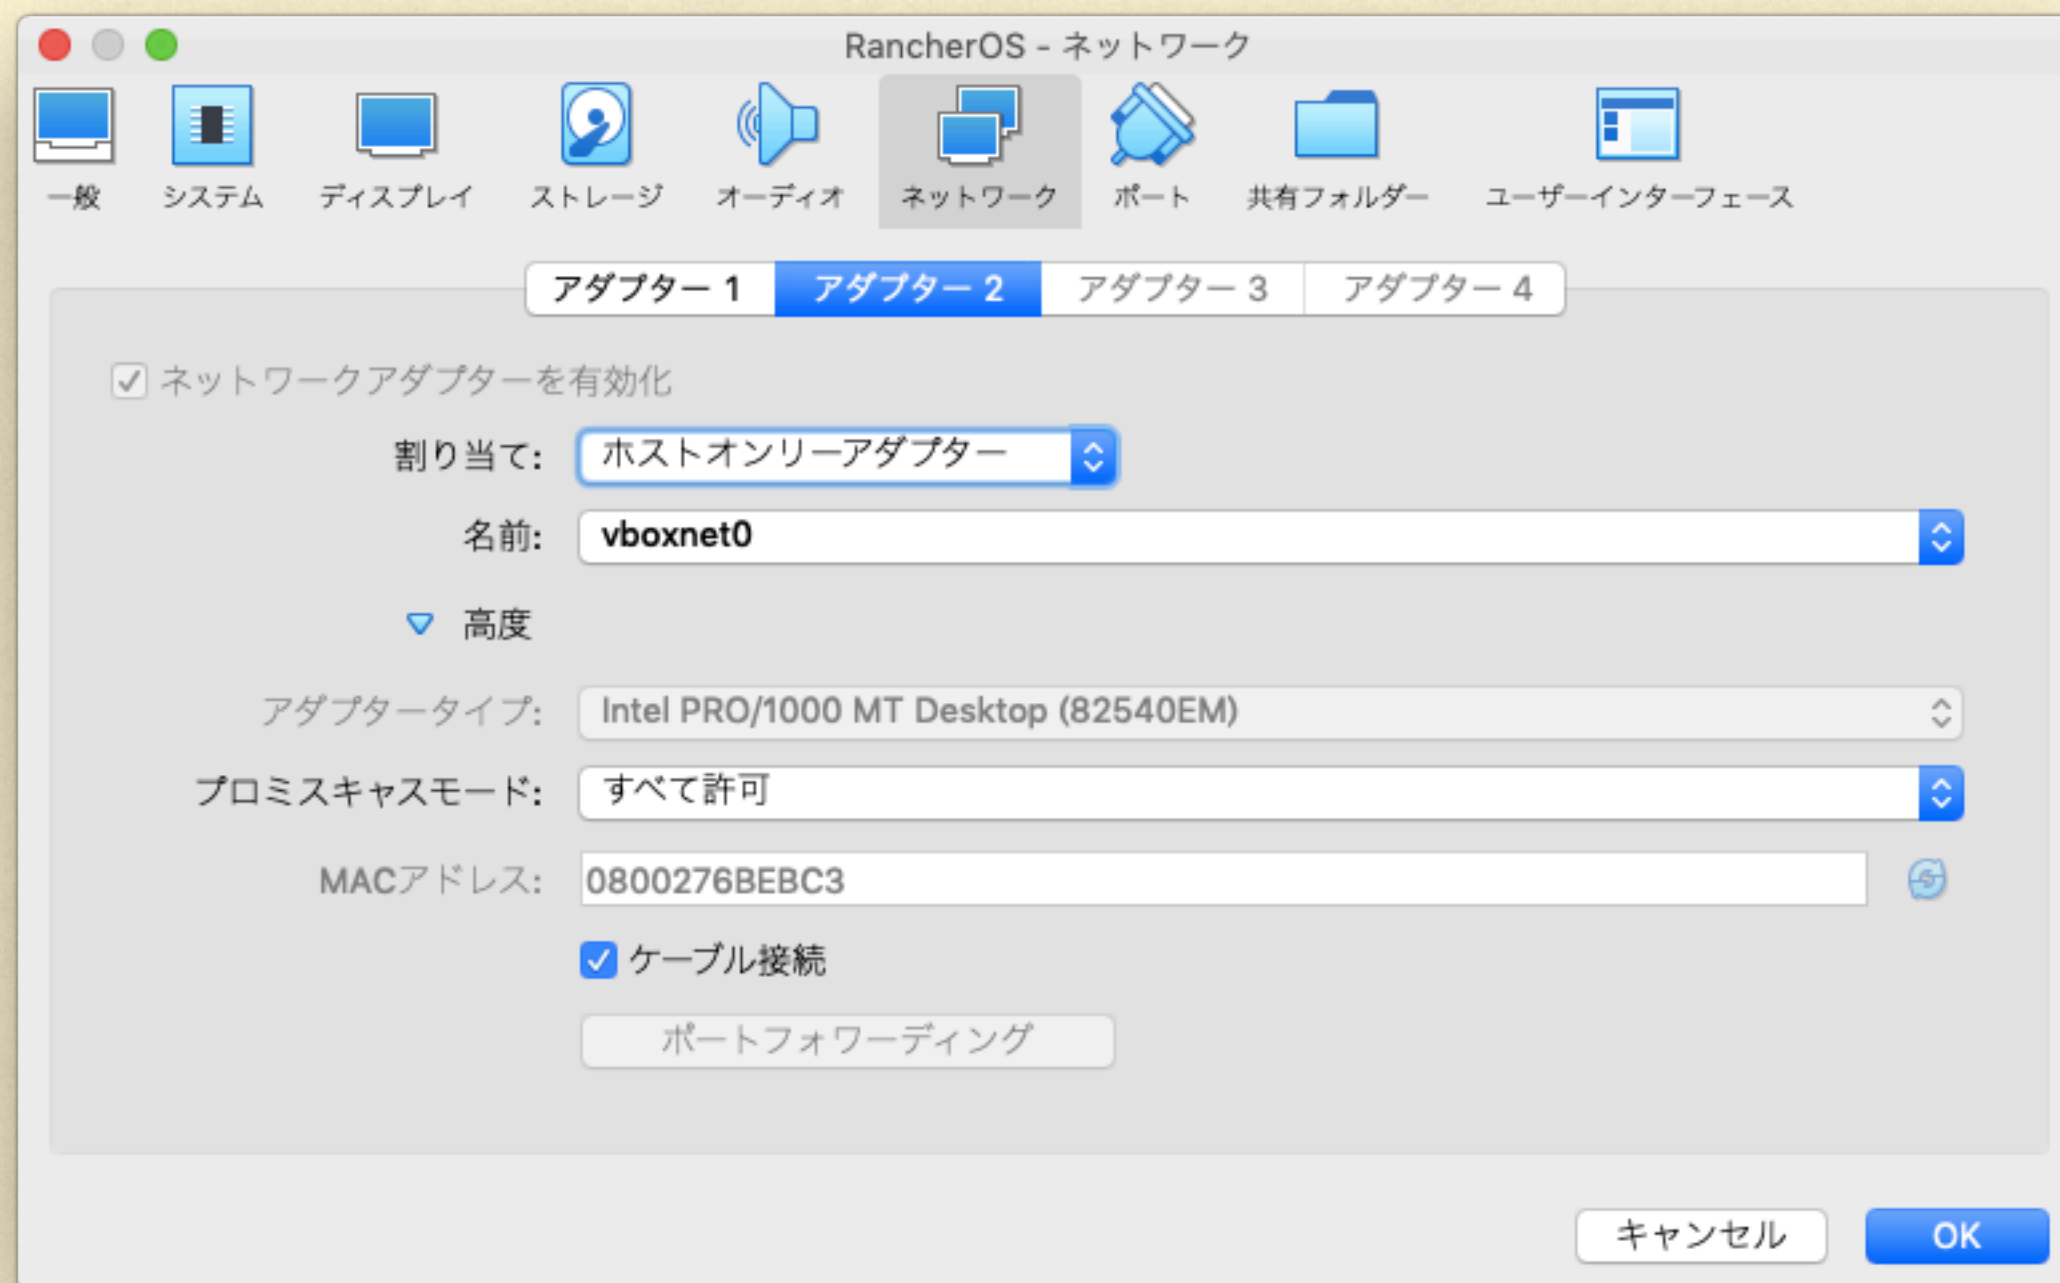 RancherOS - ネットワーク
一般 システム ディスプレイ ストレージ オーディオ ネットワーク ポート 共有フォルダー ユーザーインターフェース
アダプター 1 アダプター 2 アダプター 3 アダプター 4
ネットワークアダプターを有効化
割り当て: ホストオンリーアダプター
名前: vboxnet0
高度
アダプタータイプ: Intel PRO/1000 MT Desktop (82540EM)
プロミスキャスモード: すべて許可
MACアドレス: 0800276BEBC3
ケーブル接続
ポートフォワーディング
キャンセル OK